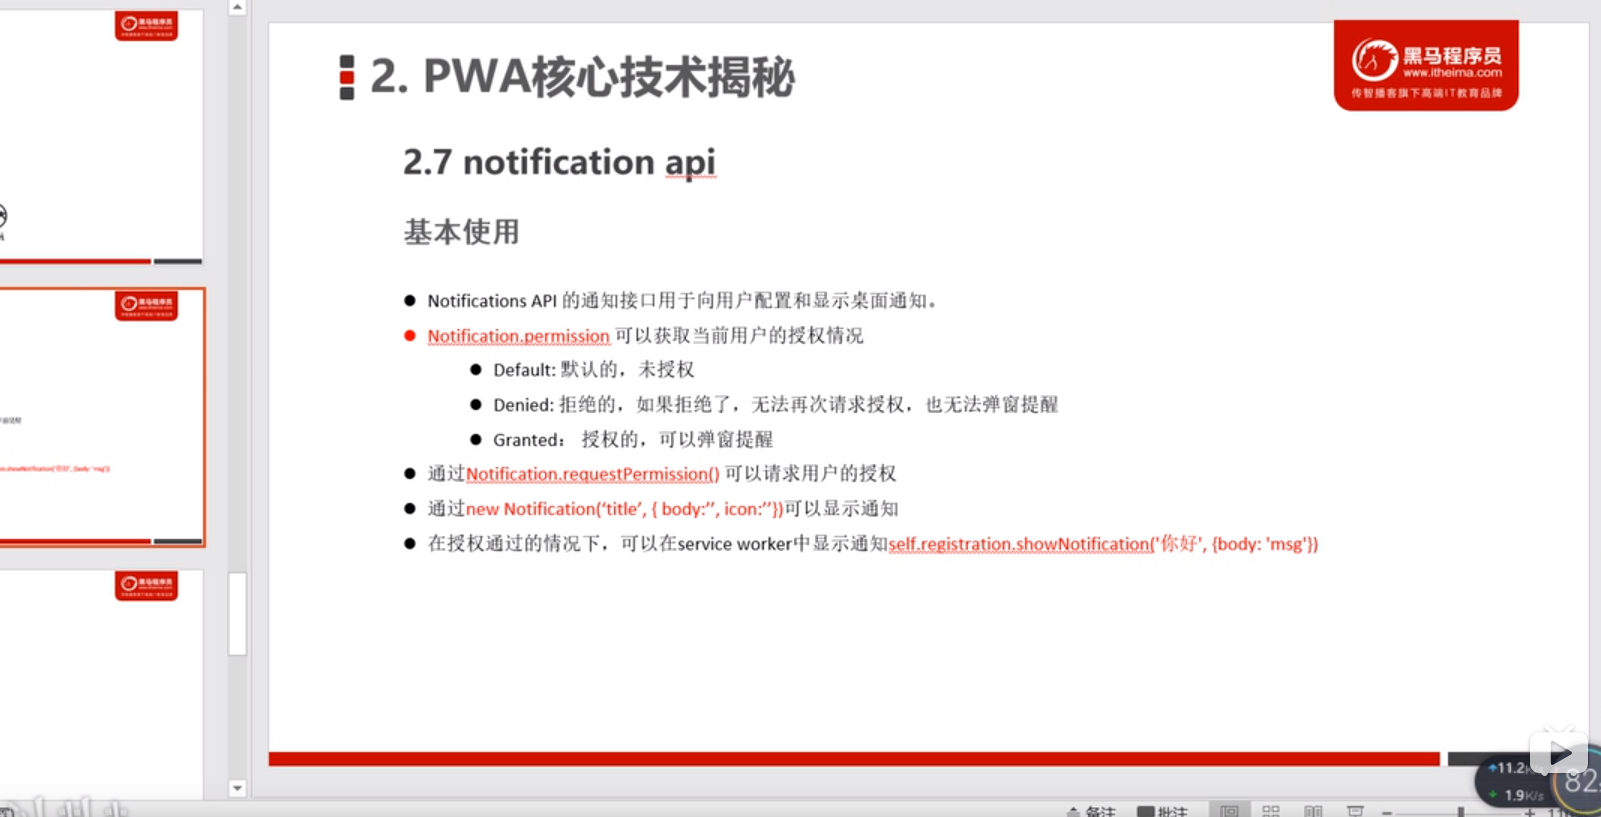 2. PWA核心技术揭秘
黑马程序员
www.itheima.com
传智播客旗下高端IT教育品牌
2.7 notification api
基本使用
Notifications API 的通知接口用于向用户配置和显示桌面通知。
Notification.permission 可以获取当前用户的授权情况
Default: 默认的，未授权
Denied: 拒绝的，如果拒绝了，无法再次请求授权，也无法弹窗提醒
Granted： 授权的，可以弹窗提醒
通过Notification.requestPermission() 可以请求用户的授权
通过new Notification(‘title’, { body:’’, icon:’’})可以显示通知
在授权通过的情况下，可以在service worker中显示通知self.registration.showNotification('你好', {body: 'msg'})
11.2
1.9K/s
82
备注 批注